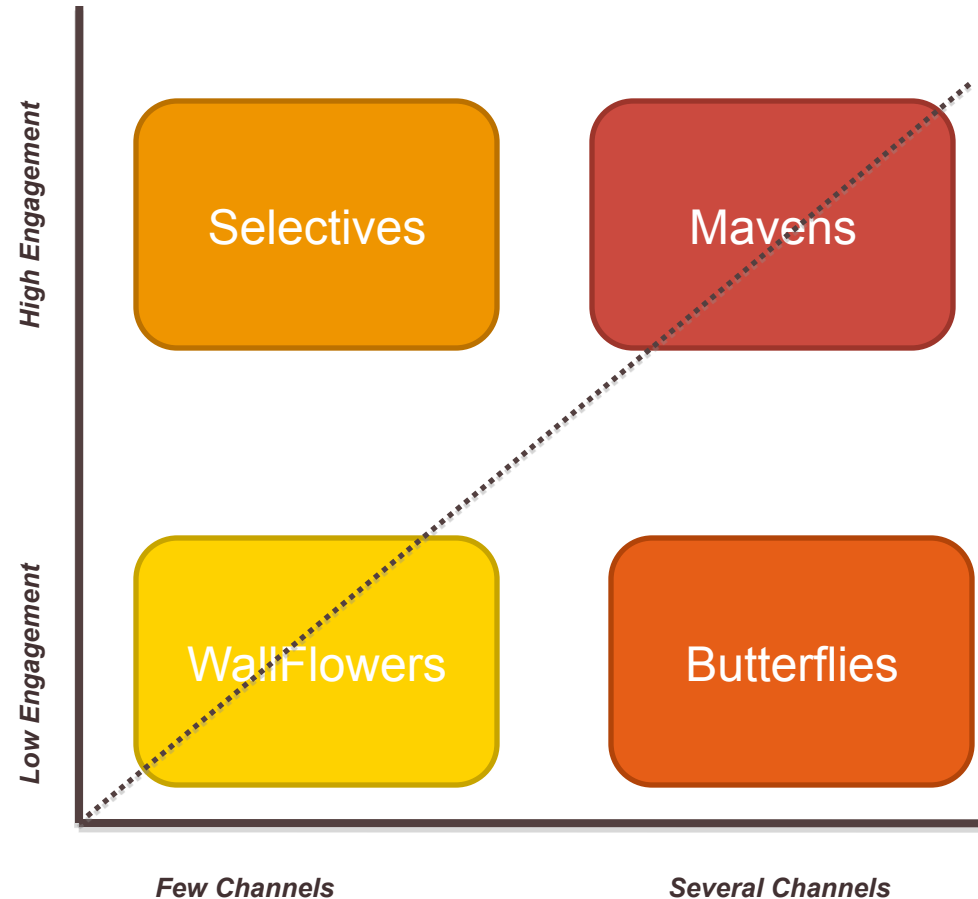 High Engagement
Selectives
Mavens
Low Engagement
WallFlowers
Butterflies
Few Channels
Several Channels